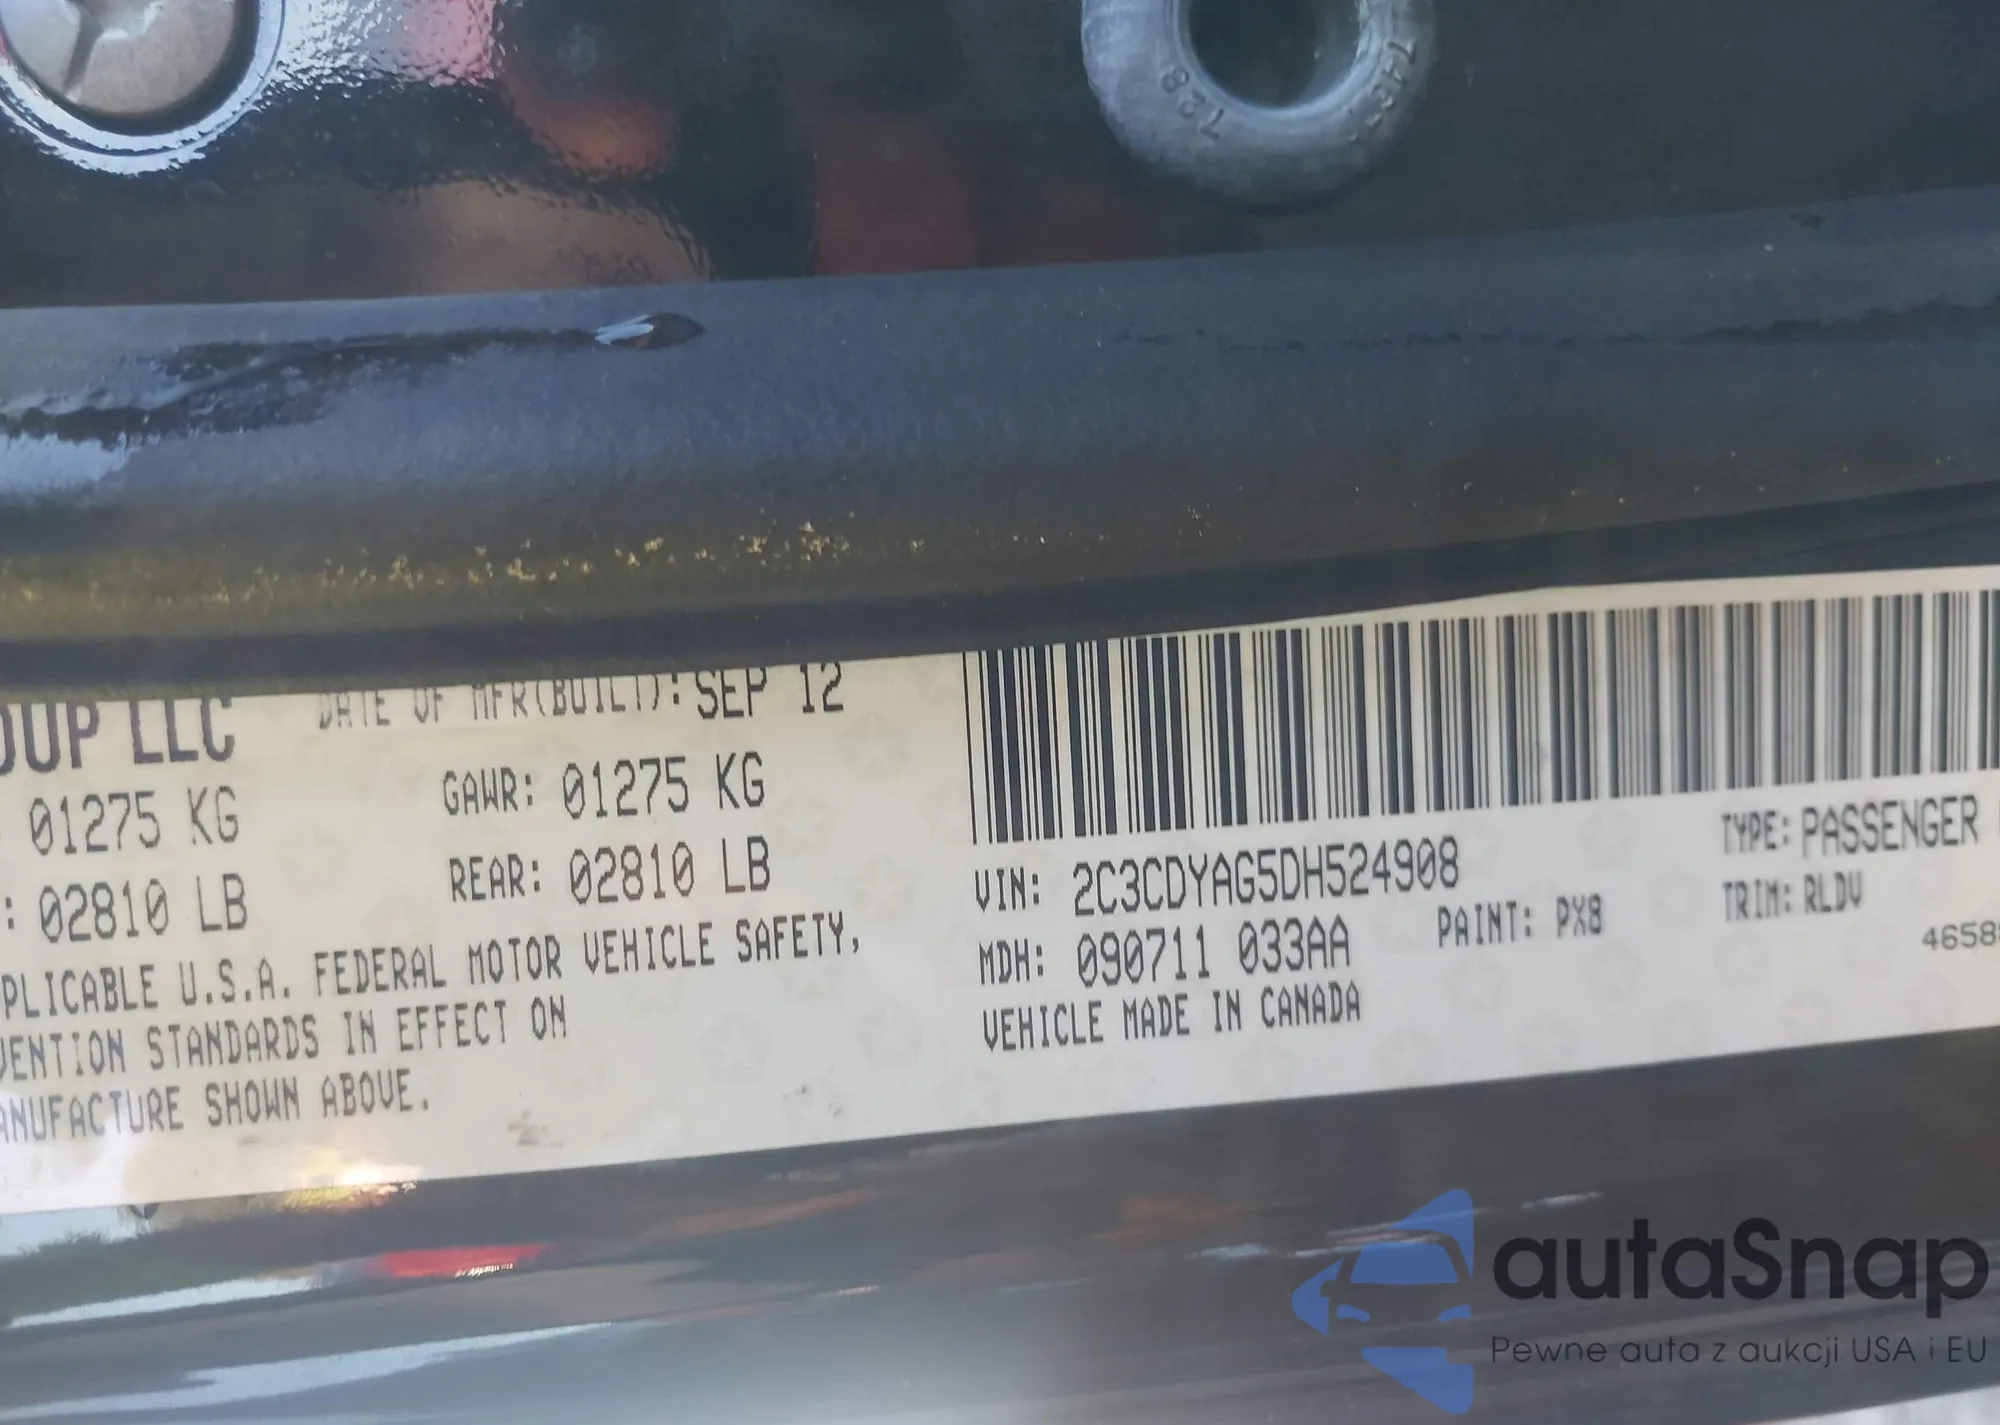 728
OUP LLC
DATE OF MFR(BUILT): SEP 12
01275 KG
GAWR: 01275 KG
: 02810 LB
REAR: 02810 LB
PLICABLE U.S.A. FEDERAL MOTOR VEHICLE SAFETY,
VENTION STANDARDS IN EFFECT ON
ANUFACTURE SHOWN ABOVE.
VIN: 2C3CDYAG5DH524908
TYPE: PASSENGER
MDH: 090711 033AA
PAINT: PX8
TRIM: RLDV
VEHICLE MADE IN CANADA
4658
autaSnap
Pewne auta z aukcji USA i EU